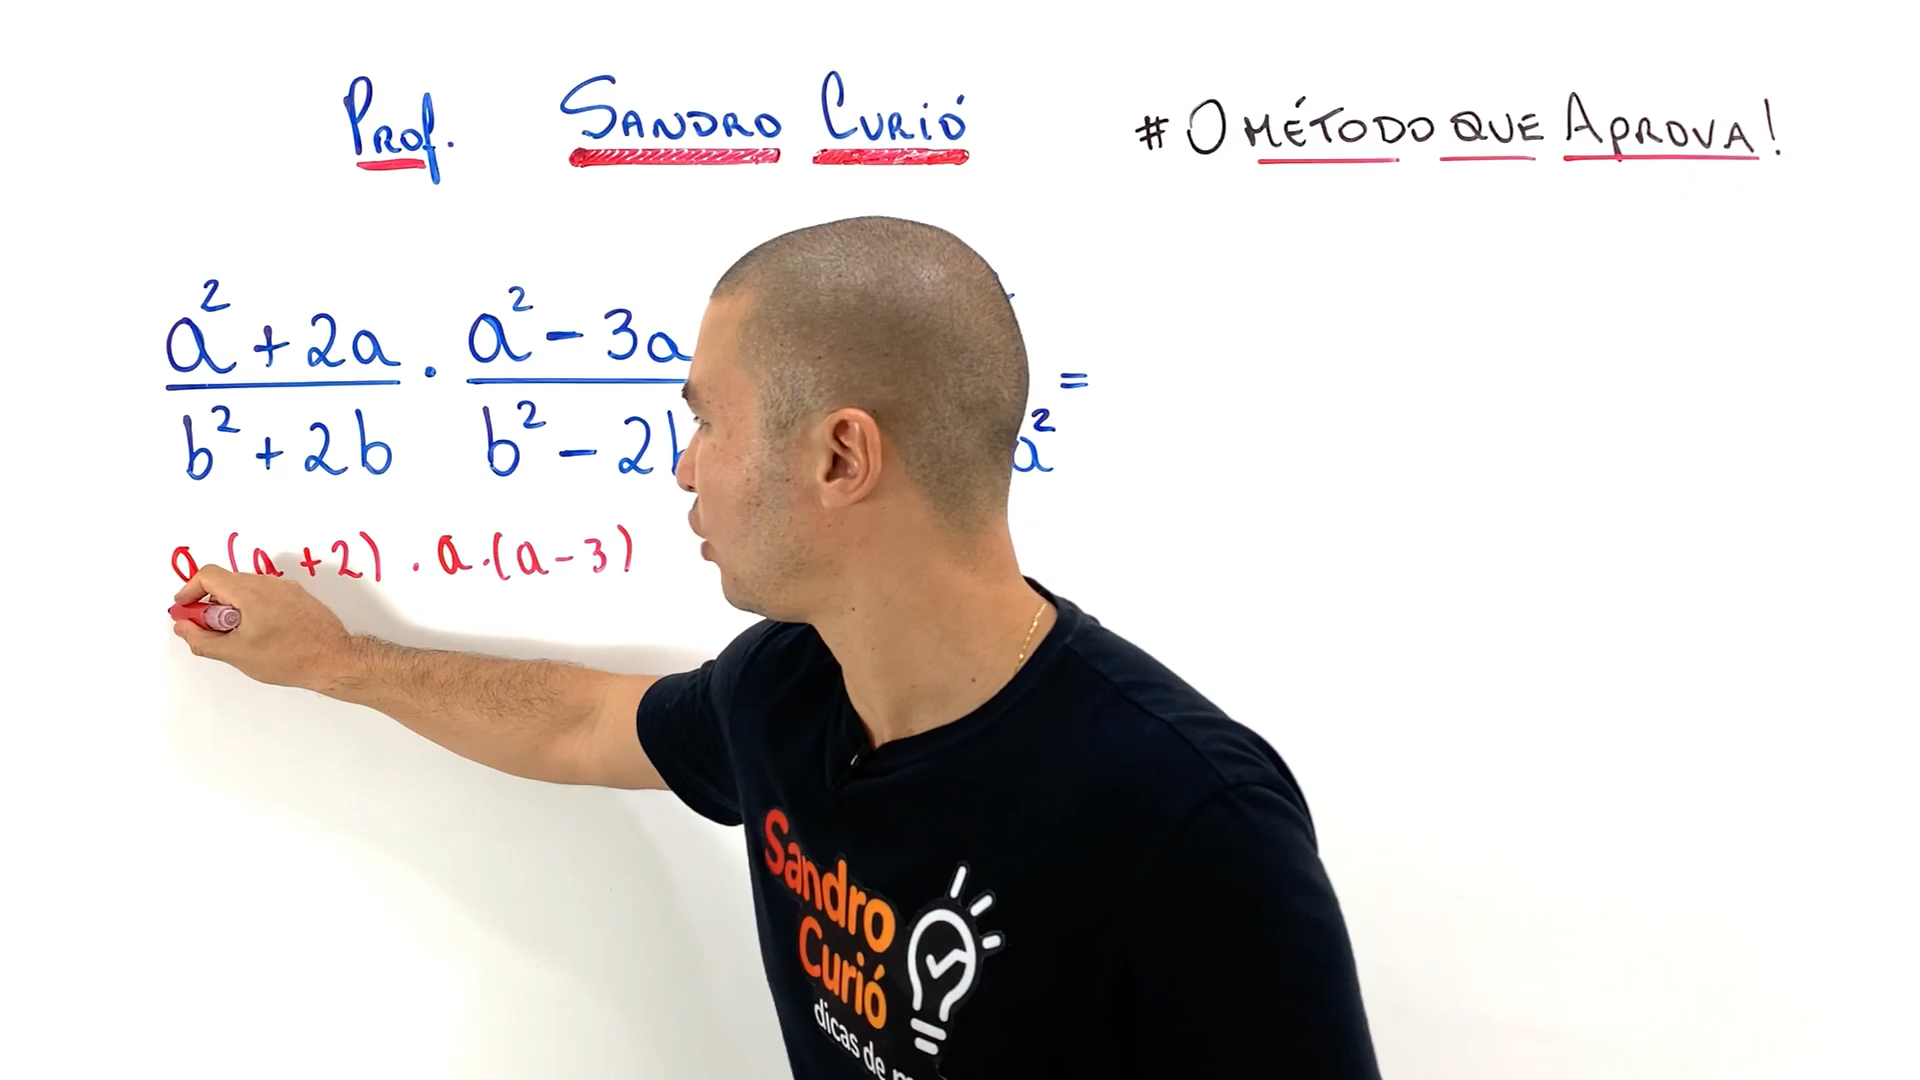 Prof. Sandro Curió # O método que Aprova!
a² + 2a . a² - 3a =
b² + 2b b² - 2b a²
a.(a+2) . a.(a-3)
Sandro
Curió
dicas de